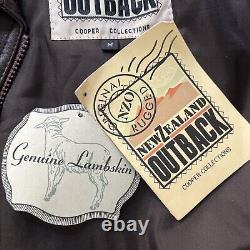 OUTBACK
COOPER COLLECTIONS
M
ORIGINAL
NZO
RUGGED
NEW ZEALAND
OUTBACK
COOPER COLLECTIONS
Genuine Lambskin